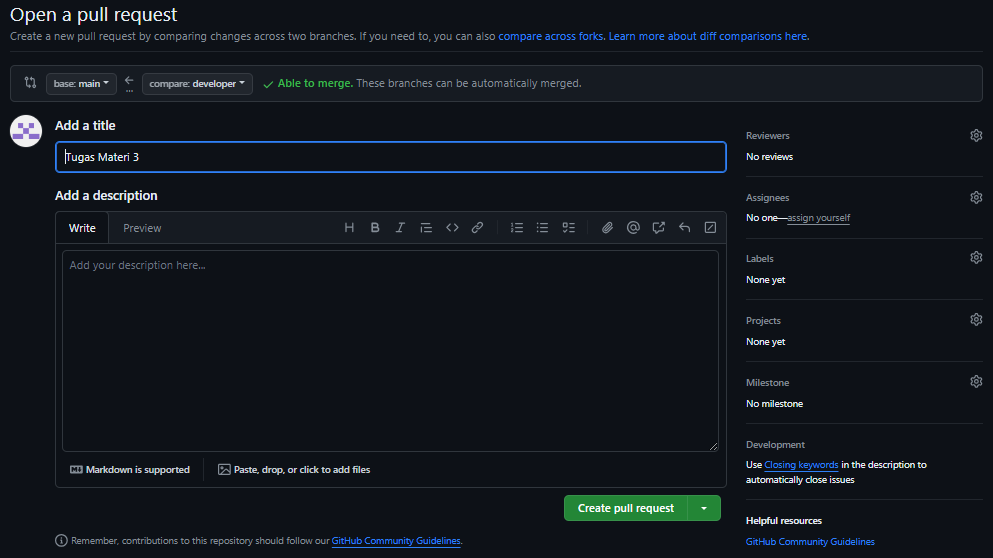 Open a pull request
Create a new pull request by comparing changes across two branches. If you need to, you can also compare across forks. Learn more about diff comparisons here.
base: main
...
compare: developer
Able to merge. These branches can be automatically merged.
Add a title
Tugas Materi 3
Add a description
Write Preview
Add your description here...
Markdown is supported
Paste, drop, or click to add files
Create pull request
Remember, contributions to this repository should follow our GitHub Community Guidelines.
Reviewers
No reviews
Assignees
No one—assign yourself
Labels
None yet
Projects
None yet
Milestone
No milestone
Development
Use Closing keywords in the description to
automatically close issues
Helpful resources
GitHub Community Guidelines